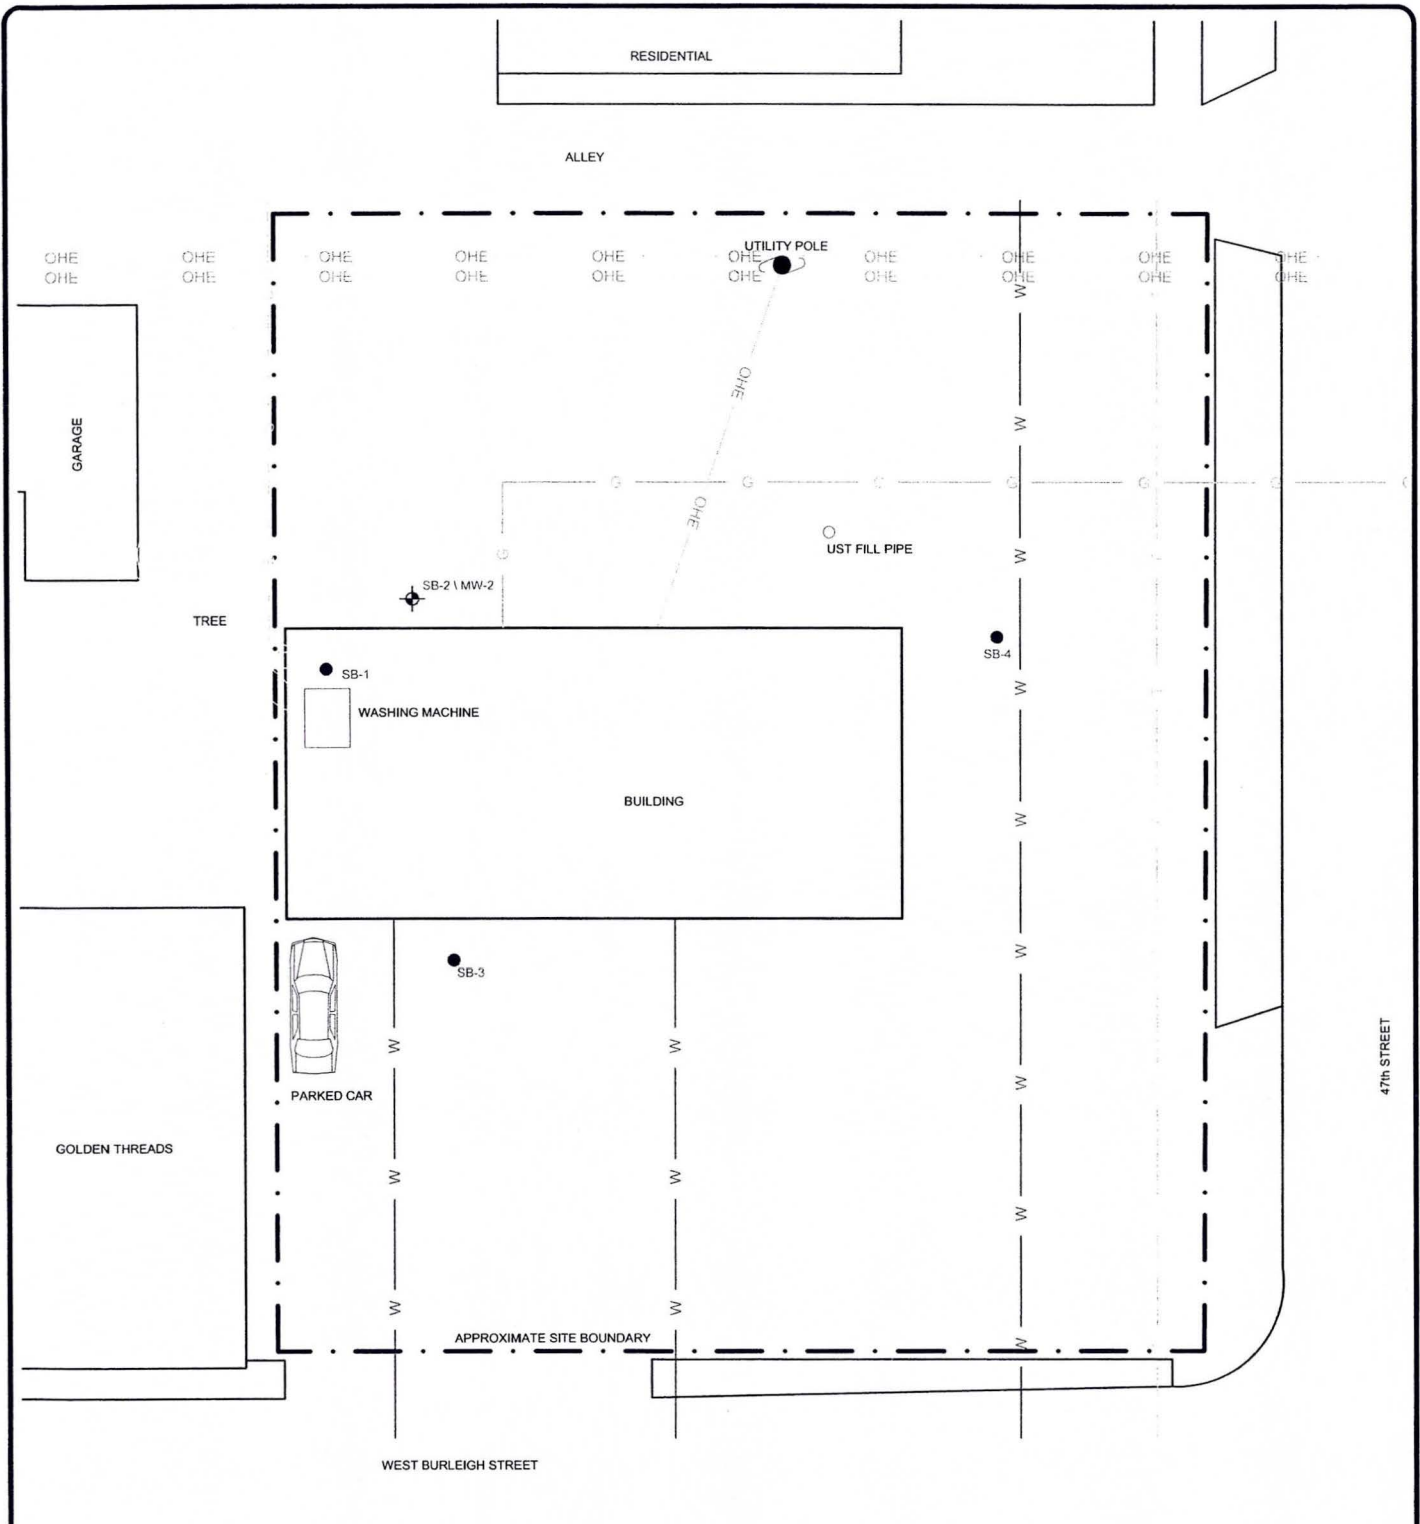 RESIDENTIAL
ALLEY
UTILITY POLE
OHE OHE OHE OHE OHE OHE OHE OHE OHE OHE
OHE OHE OHE OHE OHE OHE OHE OHE OHE OHE
W
OHE
GARAGE
W
G G G G G G G
OHE
UST FILL PIPE
G
W
SB-2 \ MW-2
TREE
SB-4
SB-1
W
WASHING MACHINE
BUILDING
W
W
SB-3
W W
47th STREET
W
PARKED CAR
GOLDEN THREADS
W W
W
W W
APPROXIMATE SITE BOUNDARY
W
WEST BURLEIGH STREET